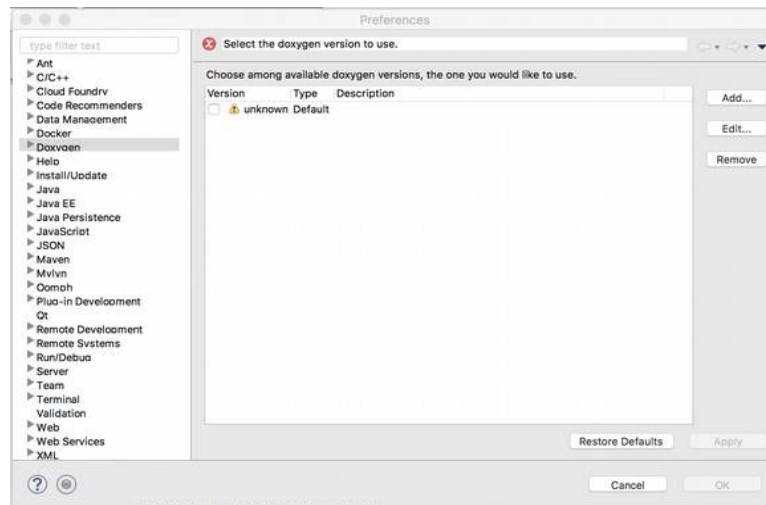 Preferences
type filter text
Select the doxygen version to use.
Ant
C/C++
Cloud Foundry
Code Recommenders
Data Management
Docker
Doxygen
Help
Install/Update
Java
Java EE
Java Persistence
JavaScript
JSON
Maven
Mylyn
Oomph
Plug-in Development
Qt
Remote Development
Remote Systems
Run/Debug
Server
Team
Terminal
Validation
Web
Web Services
XML
Choose among available doxygen versions, the one you would like to use.
Version Type Description
unknown Default
Add...
Edit...
Remove
Restore Defaults Apply
? Cancel OK